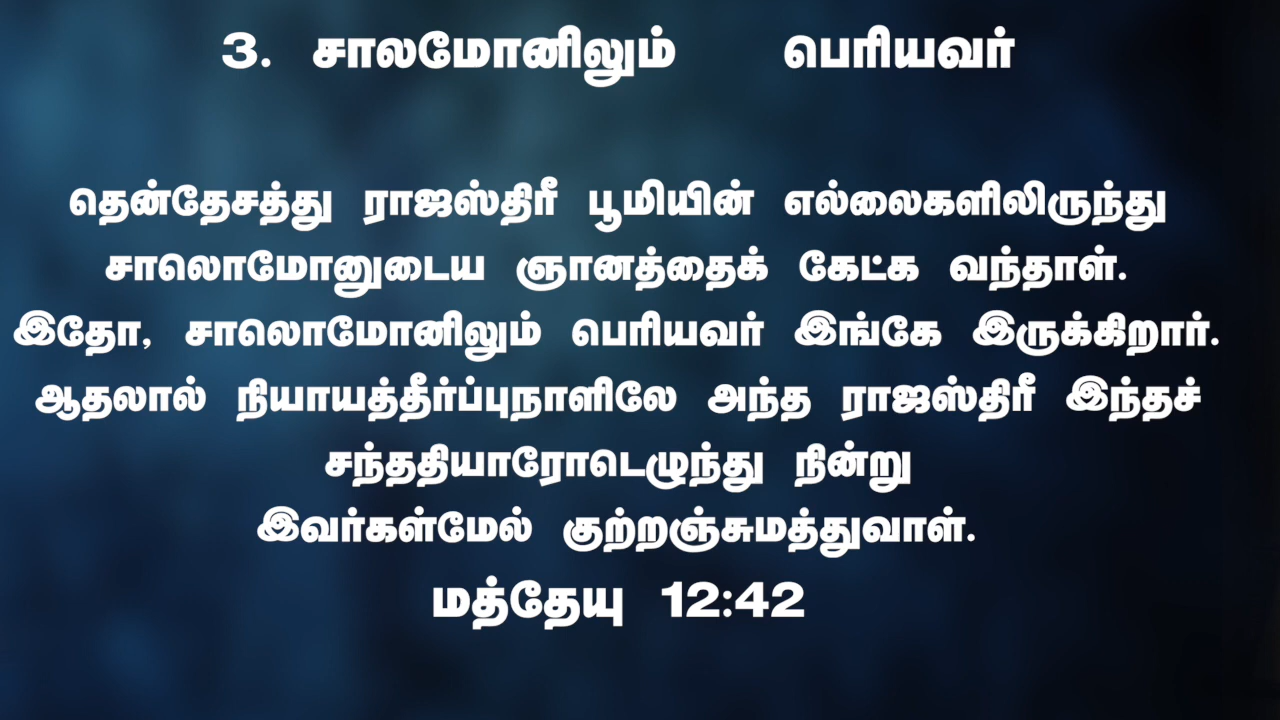 3. சாலமோனிலும் பெரியவர்
தென்தேசத்து ராஜஸ்திரீ பூமியின் எல்லைகளிலிருந்து
சாலொமோனுடைய ஞானத்தைக் கேட்க வந்தாள்.
இதோ, சாலொமோனிலும் பெரியவர் இங்கே இருக்கிறார்.
ஆதலால் நியாயத்தீர்ப்புநாளிலே அந்த ராஜஸ்திரீ இந்தச்
சந்ததியாரோடெழுந்து நின்று
இவர்கள்மேல் குற்றஞ்சுமத்துவாள்.
மத்தேயு 12:42